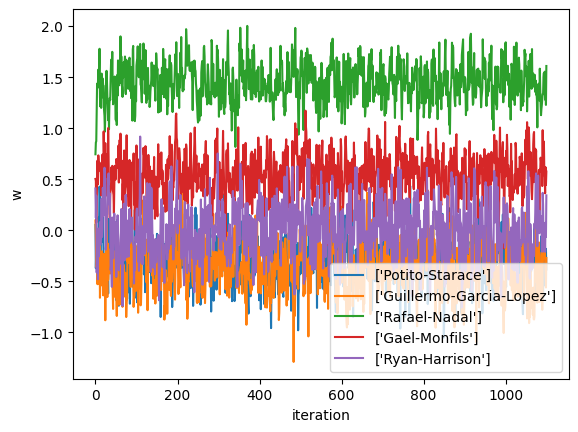 2.0
1.5
1.0
0.5
0.0
−0.5
−1.0
w
['Potito-Starace']
['Guillermo-Garcia-Lopez']
['Rafael-Nadal']
['Gael-Monfils']
['Ryan-Harrison']
0 200 400 600 800 1000
iteration